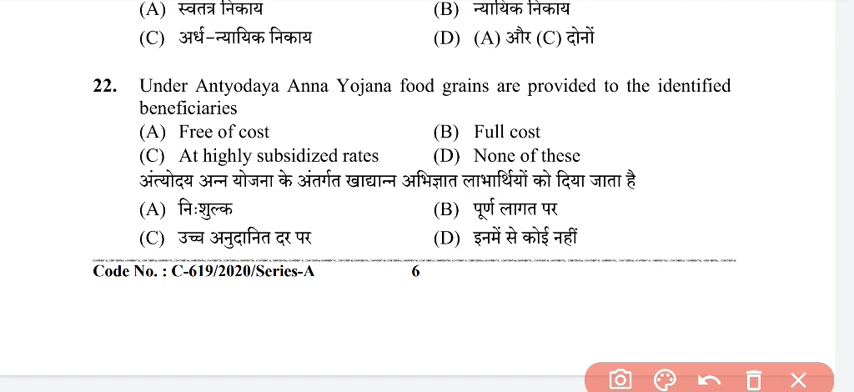 (A) स्वतंत्र निकाय (B) न्यायिक निकाय
(C) अर्ध-न्यायिक निकाय (D) (A) और (C) दोनों
22. Under Antyodaya Anna Yojana food grains are provided to the identified
beneficiaries
(A) Free of cost (B) Full cost
(C) At highly subsidized rates (D) None of these
अंत्योदय अन्न योजना के अंतर्गत खाद्यान्न अभिज्ञात लाभार्थियों को दिया जाता है
(A) निःशुल्क (B) पूर्ण लागत पर
(C) उच्च अनुदानित दर पर (D) इनमें से कोई नहीं
Code No. : C-619/2020/Series-A 6